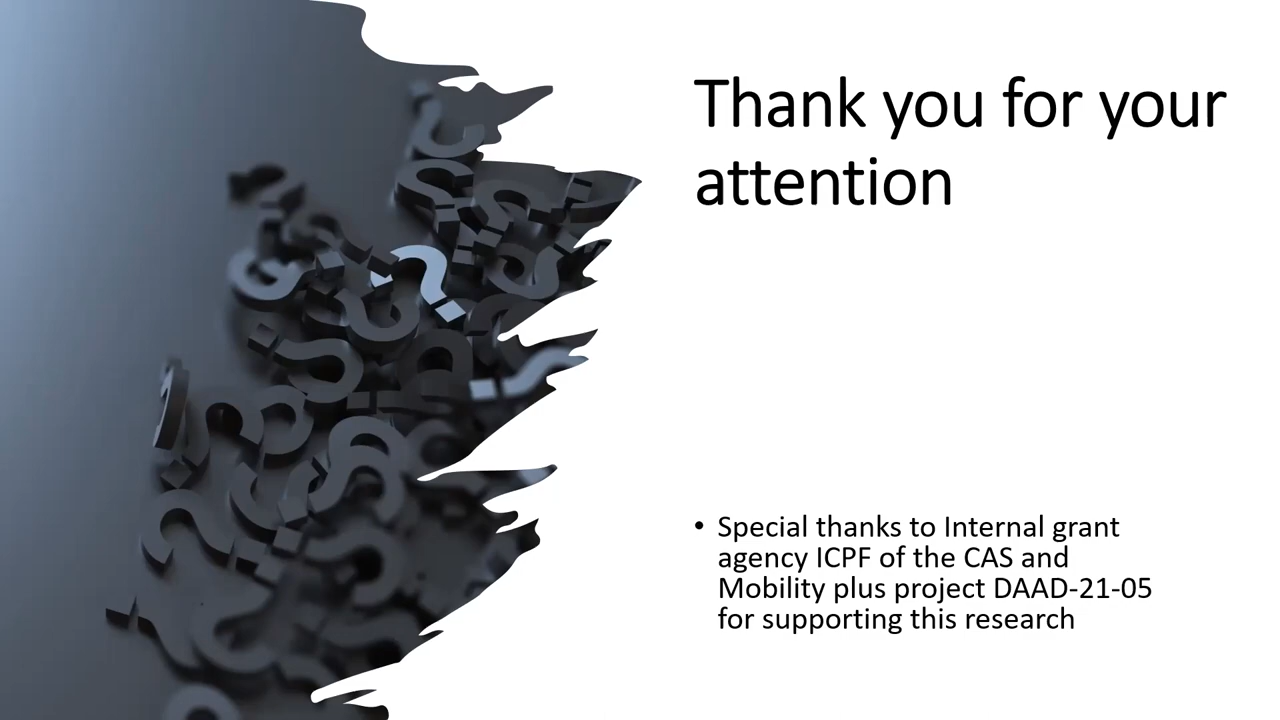 Thank you for your
attention
• Special thanks to Internal grant
agency ICPF of the CAS and
Mobility plus project DAAD-21-05
for supporting this research